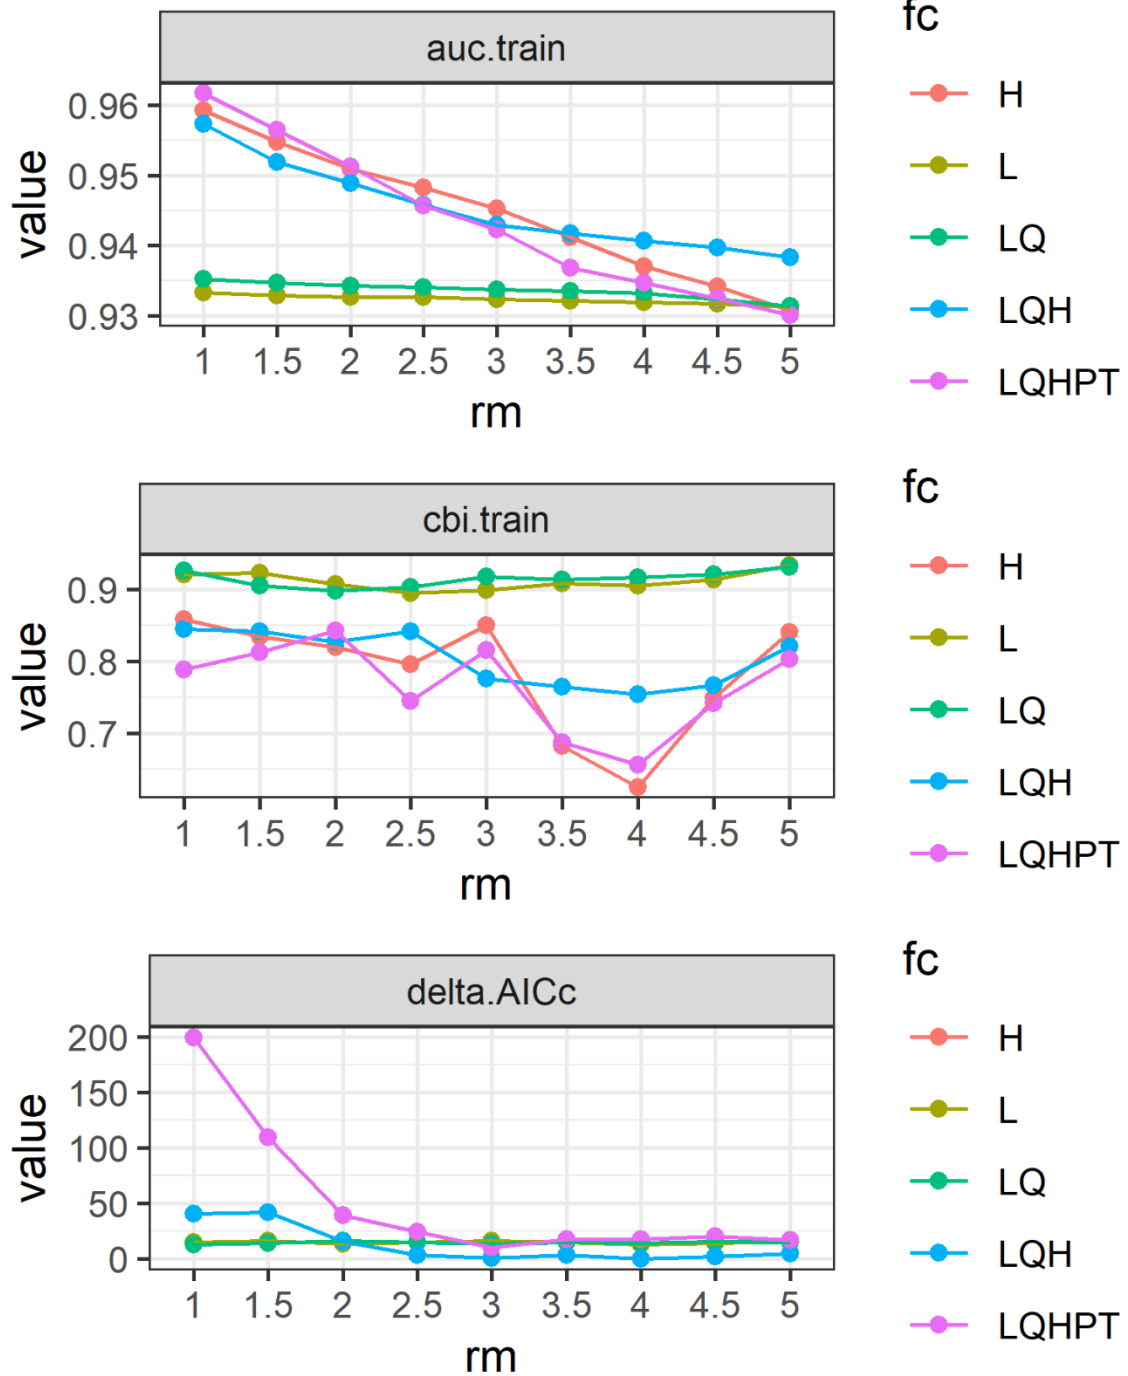 auc.train
value
0.96
0.95
0.94
0.93
1 1.5 2 2.5 3 3.5 4 4.5 5
rm
fc
H
L
LQ
LQH
LQHPT
cbi.train
value
0.9
0.8
0.7
1 1.5 2 2.5 3 3.5 4 4.5 5
rm
fc
H
L
LQ
LQH
LQHPT
delta.AICc
value
200
150
100
50
0
1 1.5 2 2.5 3 3.5 4 4.5 5
rm
fc
H
L
LQ
LQH
LQHPT